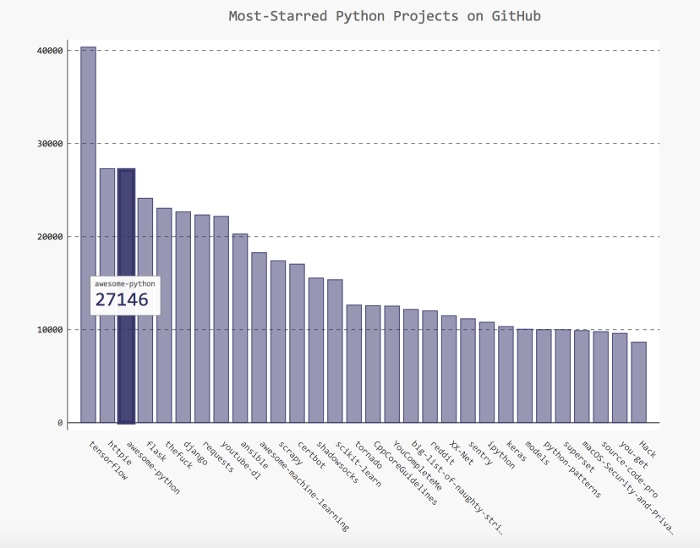 Most-Starred Python Projects on GitHub
40000
30000
20000
10000
0
awesome-python
27146
tensorflow
httpie
awesome-python
flask
thefuck
django
requests
youtube-dl
ansible
awesome-machine-learning
scrapy
certbot
shadowsocks
scikit-learn
tornado
CppCoreGuidelines
YouCompleteMe
big-list-of-naughty-stri…
reddit
XX-Net
sentry
ipython
keras
models
python-patterns
superset
macOS-Security-and-Priva…
source-code-pro
you-get
Hack